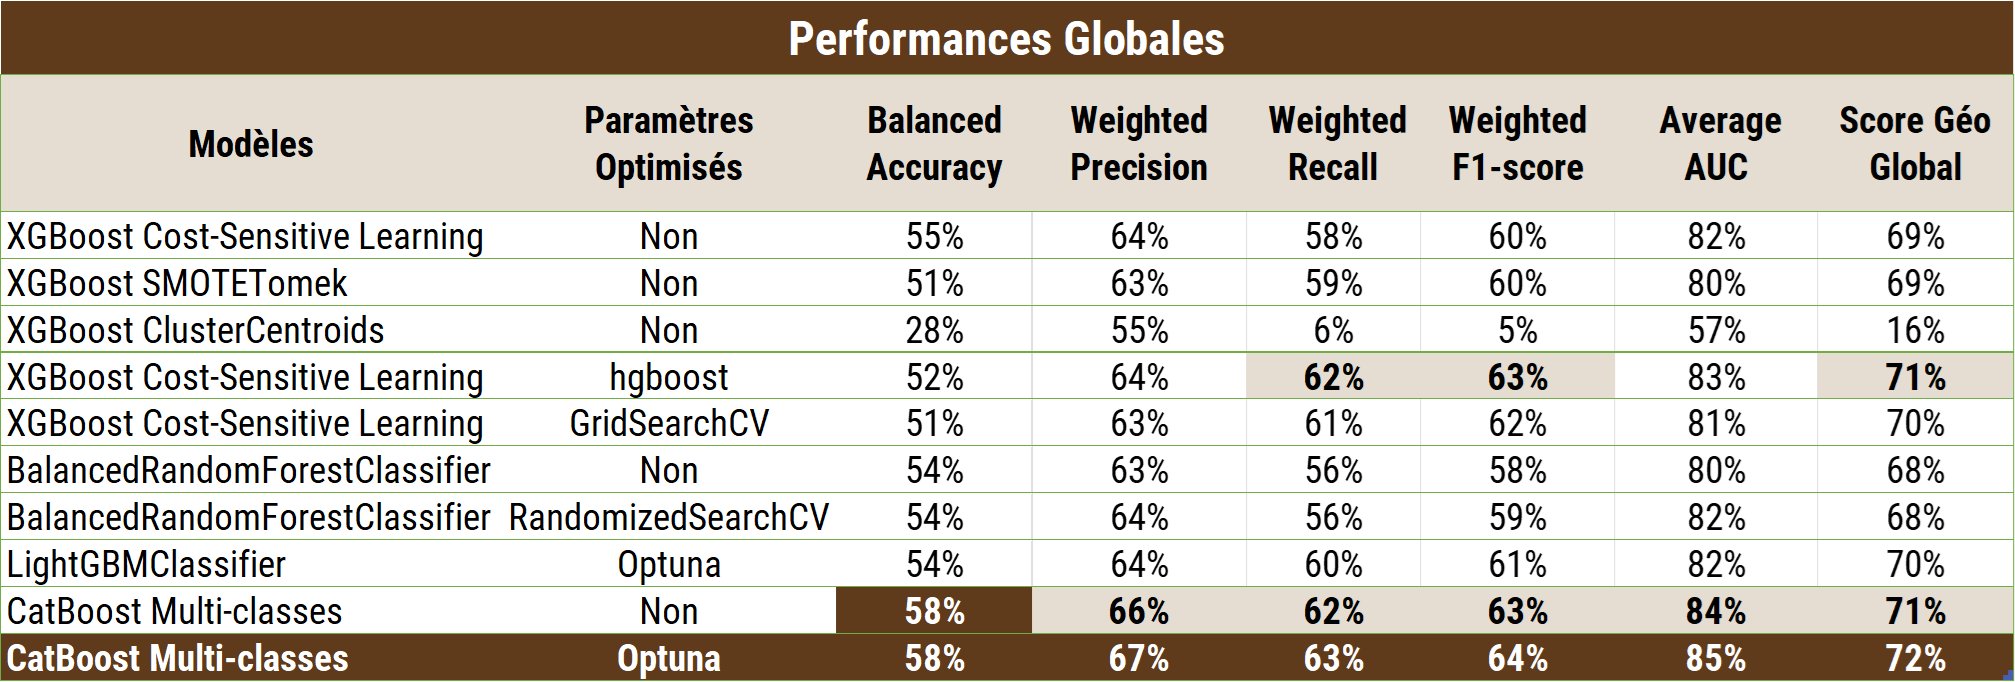 Performances Globales
Modèles Paramètres Optimisés Balanced Accuracy Weighted Precision Weighted Recall Weighted F1-score Average AUC Score Géo Global
XGBoost Cost-Sensitive Learning Non 55% 64% 58% 60% 82% 69%
XGBoost SMOTETomek Non 51% 63% 59% 60% 80% 69%
XGBoost ClusterCentroids Non 28% 55% 6% 5% 57% 16%
XGBoost Cost-Sensitive Learning hgboost 52% 64% 62% 63% 83% 71%
XGBoost Cost-Sensitive Learning GridSearchCV 51% 63% 61% 62% 81% 70%
BalancedRandomForestClassifier Non 54% 63% 56% 58% 80% 68%
BalancedRandomForestClassifier RandomizedSearchCV 54% 64% 56% 59% 82% 68%
LightGBMClassifier Optuna 54% 64% 60% 61% 82% 70%
CatBoost Multi-classes Non 58% 66% 62% 63% 84% 71%
CatBoost Multi-classes Optuna 58% 67% 63% 64% 85% 72%